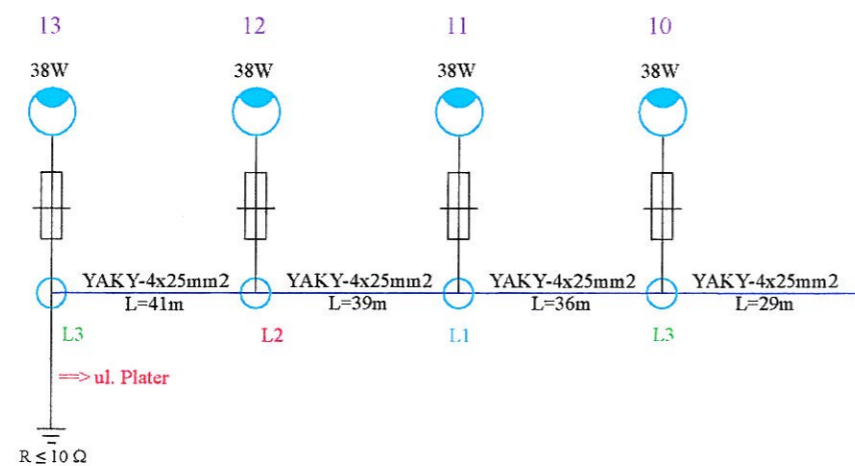 13 12 11 10
38W 38W 38W 38W
YAKY-4x25mm2 YAKY-4x25mm2 YAKY-4x25mm2 YAKY-4x25mm2
L=41m L=39m L=36m L=29m
L3 L2 L1 L3
==> ul. Plater
R ≤ 10 Ω